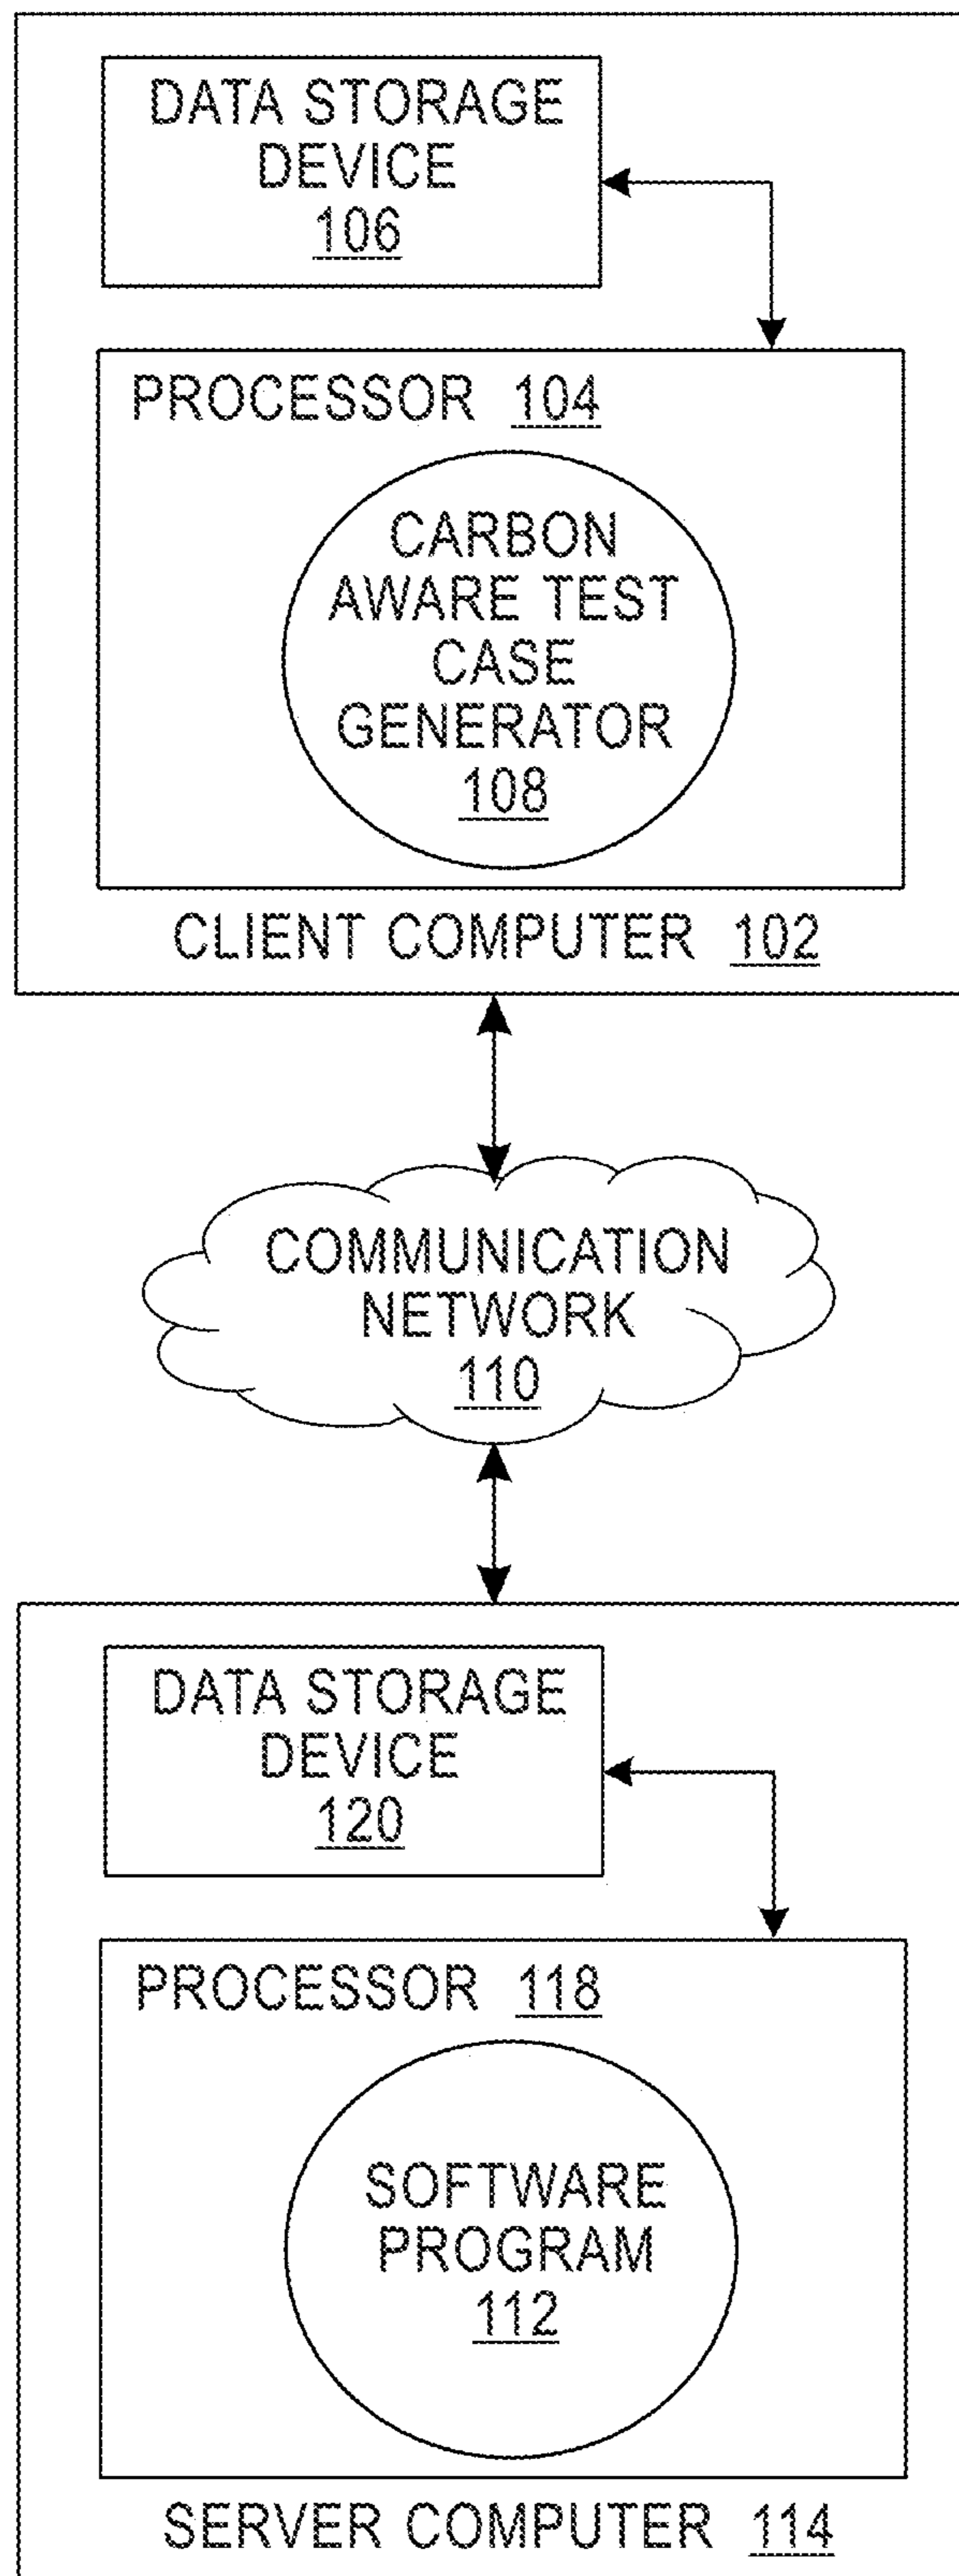 DATA STORAGE
DEVICE
106
PROCESSOR 104
CARBON
AWARE TEST
CASE
GENERATOR
108
CLIENT COMPUTER 102
COMMUNICATION
NETWORK
110
DATA STORAGE
DEVICE
120
PROCESSOR 118
SOFTWARE
PROGRAM
112
SERVER COMPUTER 114